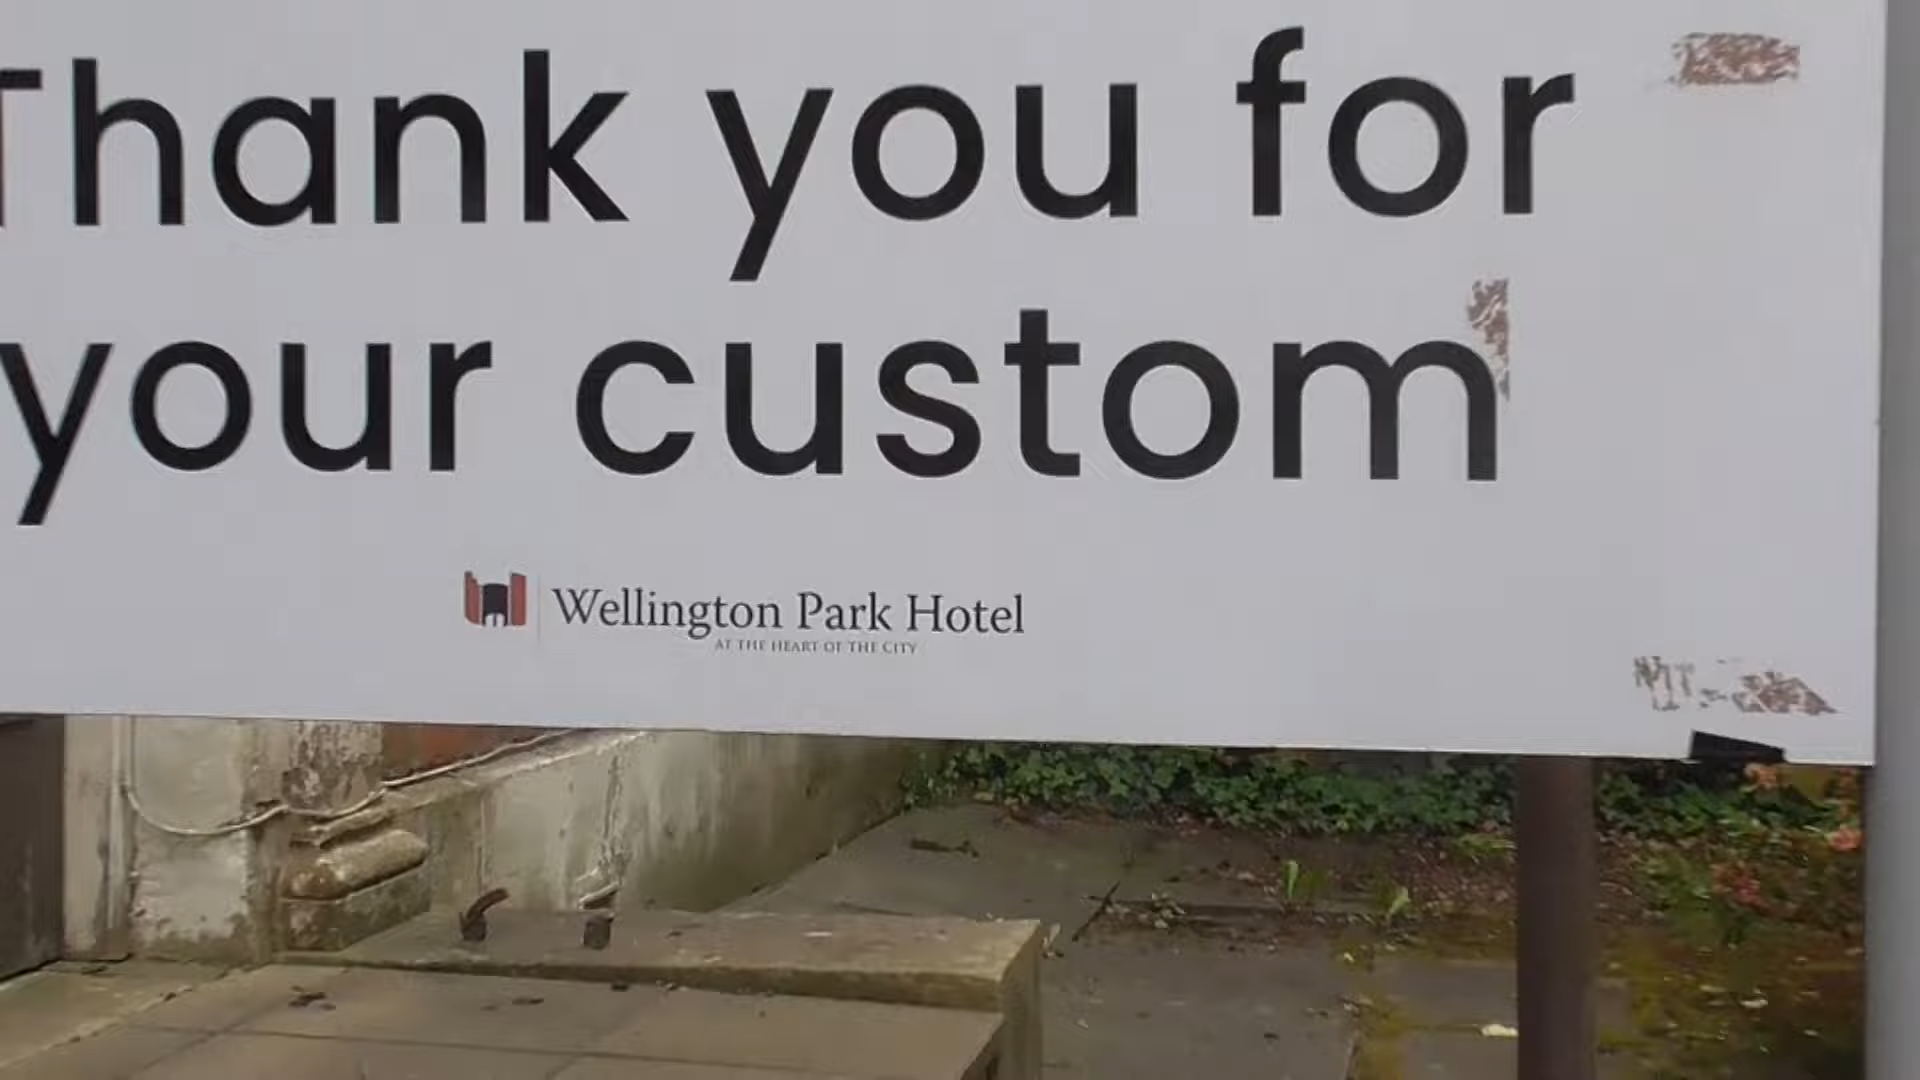 Thank you for
your custom
Wellington Park Hotel
AT THE HEART OF THE CITY